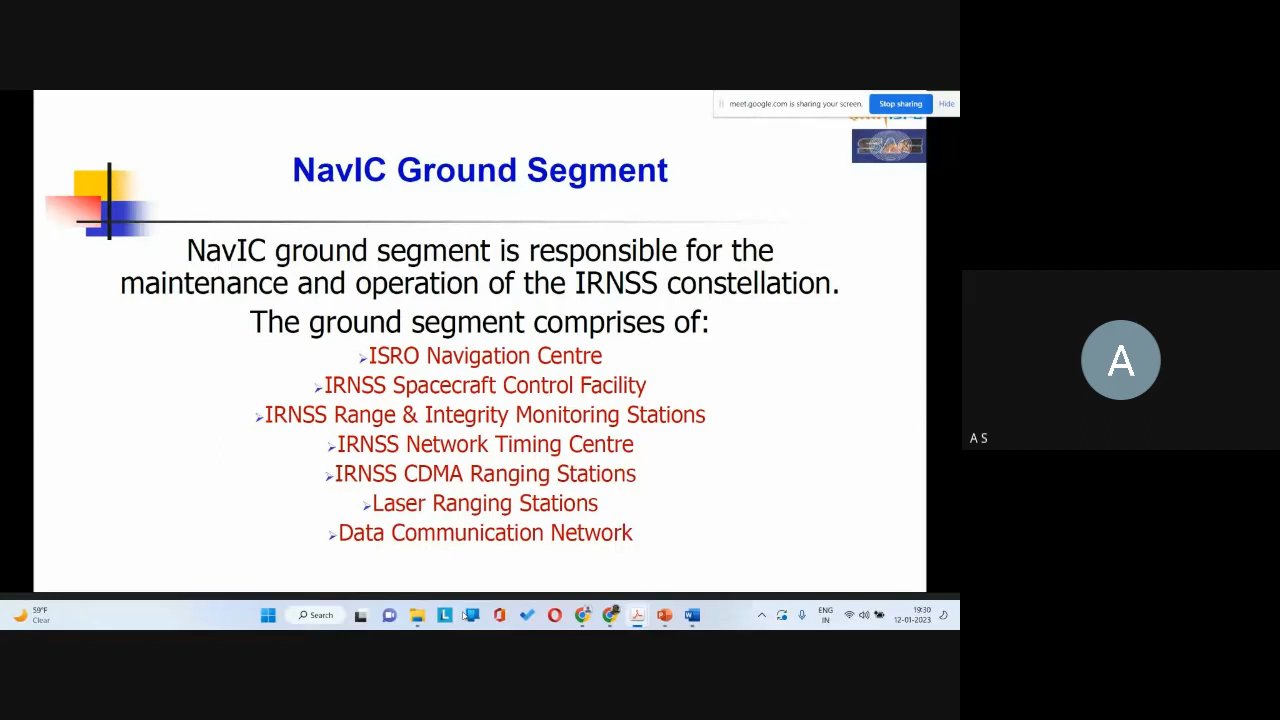 meet.google.com is sharing your screen.
Stop sharing
Hide
NavIC Ground Segment
NavIC ground segment is responsible for the
maintenance and operation of the IRNSS constellation.
The ground segment comprises of:
ISRO Navigation Centre
IRNSS Spacecraft Control Facility
IRNSS Range & Integrity Monitoring Stations
IRNSS Network Timing Centre
IRNSS CDMA Ranging Stations
Laser Ranging Stations
Data Communication Network
A
A S
59°F
Clear
Search
ENG
IN
19:30
12-01-2023